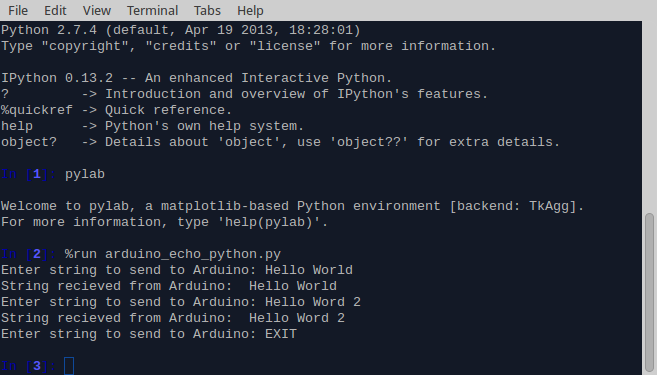 File Edit View Terminal Tabs Help
Python 2.7.4 (default, Apr 19 2013, 18:28:01)
Type "copyright", "credits" or "license" for more information.
IPython 0.13.2 -- An enhanced Interactive Python.
? -> Introduction and overview of IPython's features.
%quickref -> Quick reference.
help -> Python's own help system.
object? -> Details about 'object', use 'object??' for extra details.
In [1]: pylab
Welcome to pylab, a matplotlib-based Python environment [backend: TkAgg].
For more information, type 'help(pylab)'.
In [2]: %run arduino_echo_python.py
Enter string to send to Arduino: Hello World
String recieved from Arduino:  Hello World
Enter string to send to Arduino: Hello Word 2
String recieved from Arduino:  Hello Word 2
Enter string to send to Arduino: EXIT
In [3]: